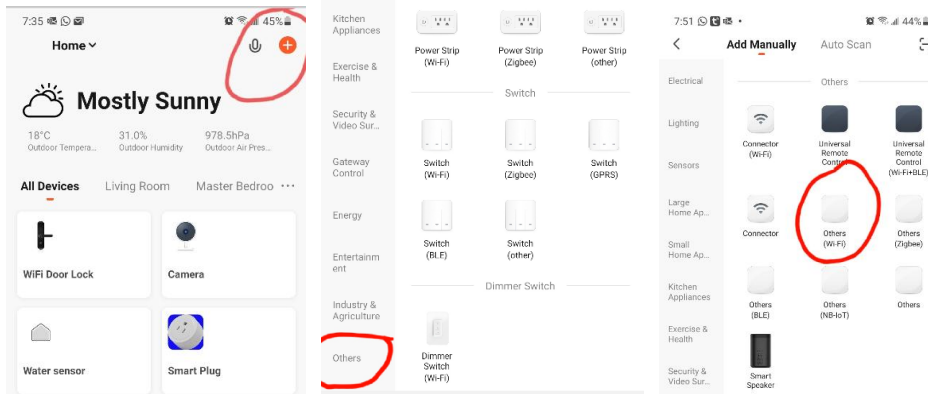 7:35
45%
Home
Mostly Sunny
18°C 31.0% 978.5hPa
Outdoor Tempera... Outdoor Humidity Outdoor Air Pres...
All Devices Living Room Master Bedroo ...
WiFi Door Lock
Camera
Water sensor
Smart Plug
Kitchen
Appliances
Exercise &
Health
Security &
Video Sur...
Gateway
Control
Energy
Entertainm
ent
Industry &
Agriculture
Others
Power Strip
(Wi-Fi)
Power Strip
(Zigbee)
Power Strip
(other)
Switch
Switch
(Wi-Fi)
Switch
(Zigbee)
Switch
(GPRS)
Switch
(BLE)
Switch
(other)
Dimmer Switch
Dimmer
Switch
(Wi-Fi)
7:51
44%
Add Manually Auto Scan
Electrical
Lighting
Sensors
Large
Home Ap...
Small
Home Ap...
Kitchen
Appliances
Exercise &
Health
Security &
Video Sur...
Others
Connector
(Wi-Fi)
Universal
Remote
Control
Universal
Remote
Control
(Wi-Fi+BLE)
Connector
Others
(Wi-Fi)
Others
(Zigbee)
Others
(BLE)
Others
(NB-IoT)
Others
Smart
Speaker